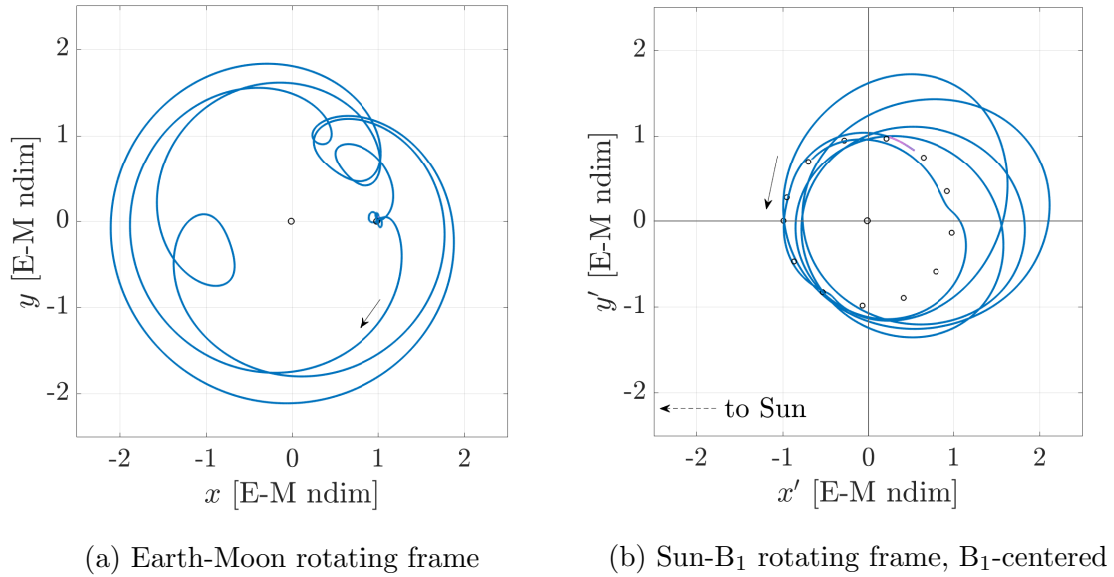 2
1
0
-1
-2
y [E-M ndim]
-2 -1 0 1 2
x [E-M ndim]
(a) Earth-Moon rotating frame
2
1
0
-1
-2
y′ [E-M ndim]
to Sun
-2 -1 0 1 2
x′ [E-M ndim]
(b) Sun-B₁ rotating frame, B₁-centered